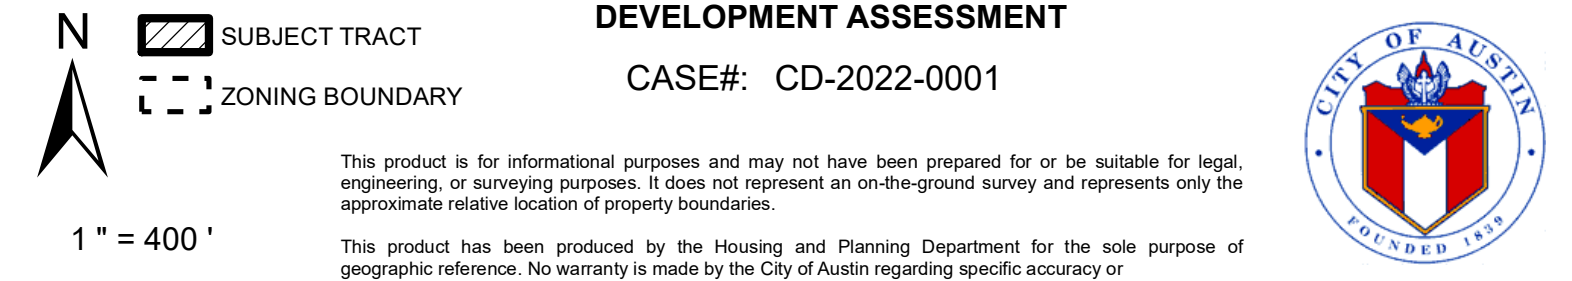 N
SUBJECT TRACT
ZONING BOUNDARY
1 " = 400 '
DEVELOPMENT ASSESSMENT
CASE#: CD-2022-0001
This product is for informational purposes and may not have been prepared for or be suitable for legal,
engineering, or surveying purposes. It does not represent an on-the-ground survey and represents only the
approximate relative location of property boundaries.
This product has been produced by the Housing and Planning Department for the sole purpose of
geographic reference. No warranty is made by the City of Austin regarding specific accuracy or
CITY OF AUSTIN
FOUNDED 1839